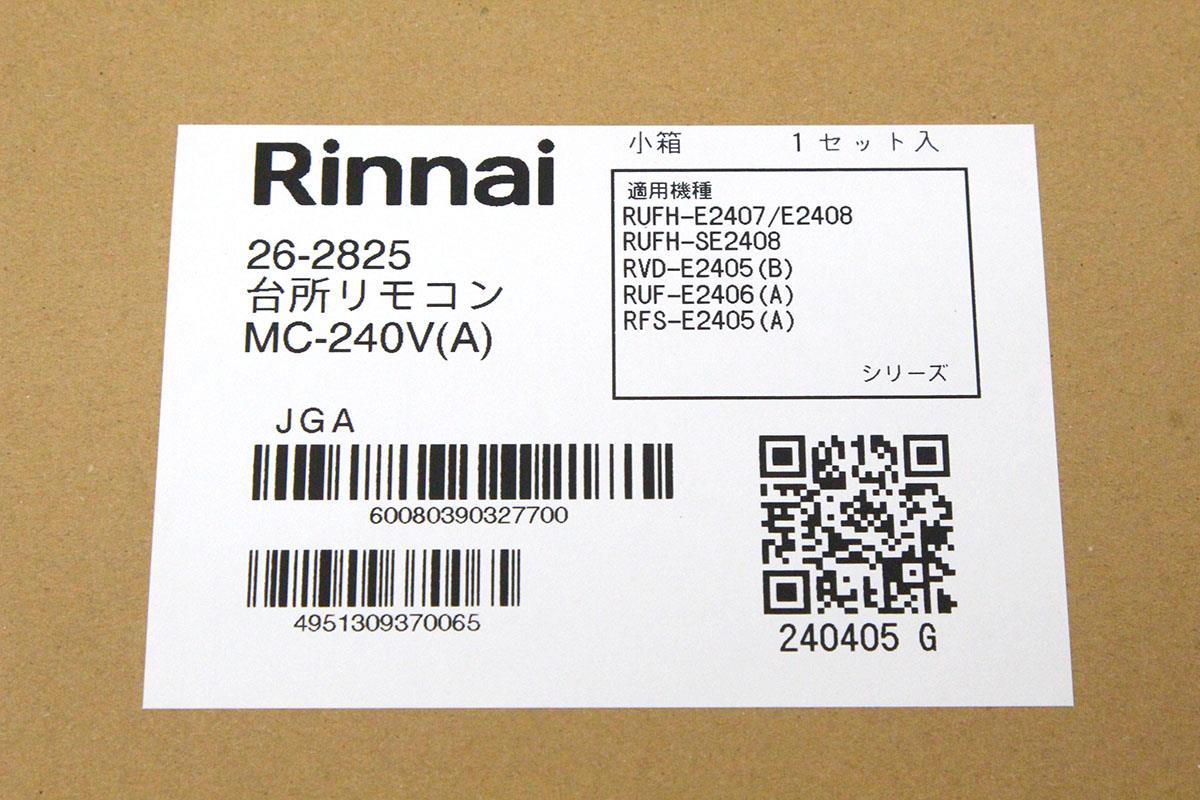 Rinnai
26-2825
台所リモコン
MC-240V(A)
小箱 1セット入
適用機種
RUFH-E2407/E2408
RUFH-SE2408
RVD-E2405(B)
RUF-E2406(A)
RFS-E2405(A)
シリーズ
JGA
60080390327700
4951309370065
240405 G